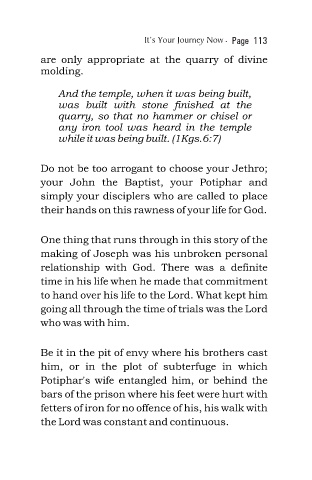 It's Your Journey Now - Page 113
are only appropriate at the quarry of divine
molding.
And the temple, when it was being built,
was built with stone finished at the
quarry, so that no hammer or chisel or
any iron tool was heard in the temple
while it was being built. (1Kgs.6:7)
Do not be too arrogant to choose your Jethro;
your John the Baptist, your Potiphar and
simply your disciplers who are called to place
their hands on this rawness of your life for God.
One thing that runs through in this story of the
making of Joseph was his unbroken personal
relationship with God. There was a definite
time in his life when he made that commitment
to hand over his life to the Lord. What kept him
going all through the time of trials was the Lord
who was with him.
Be it in the pit of envy where his brothers cast
him, or in the plot of subterfuge in which
Potiphar's wife entangled him, or behind the
bars of the prison where his feet were hurt with
fetters of iron for no offence of his, his walk with
the Lord was constant and continuous.